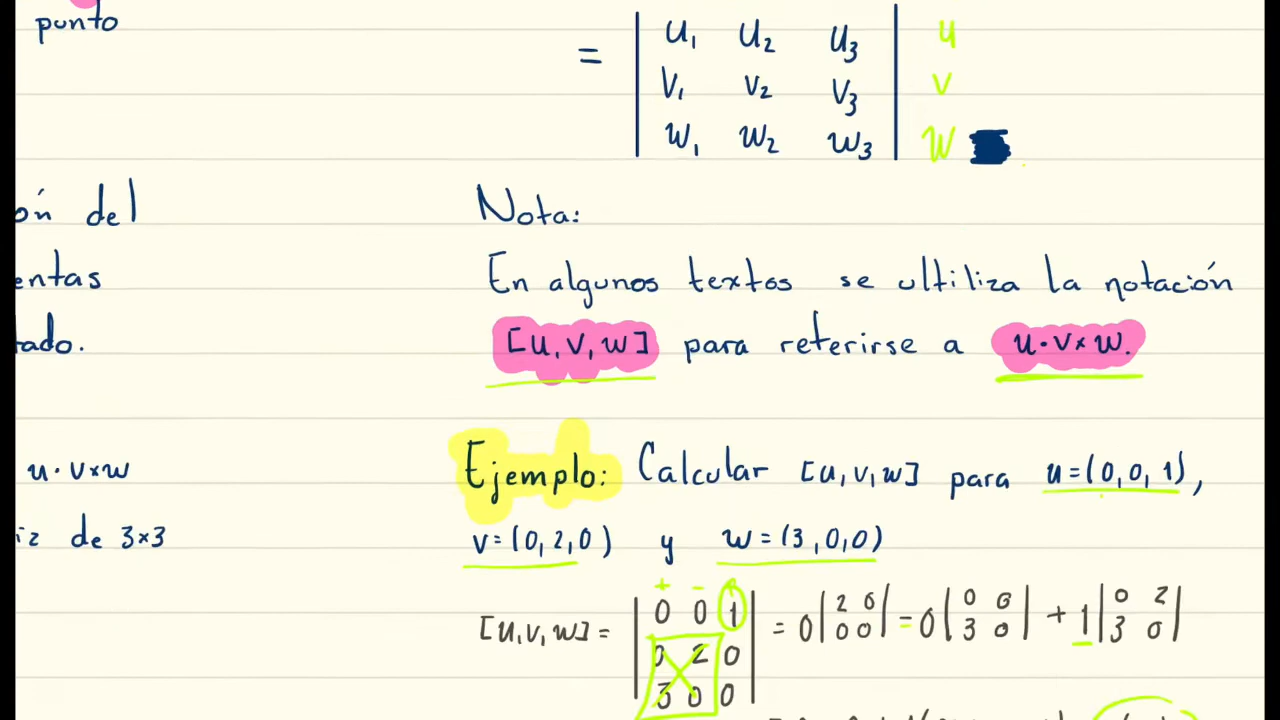 punto
= | u₁ u₂ u₃ | u
v₁ v₂ v₃ v
w₁ w₂ w₃ w
ón del
entas
tado.
u · v × w
iz de 3×3
Nota:
En algunos textos se ultiliza la notación
[u, v, w] para referirse a u · v × w.
Ejemplo: Calcular [u, v, w] para u = (0, 0, 1),
v = (0, 2, 0) y w = (3, 0, 0)
+ - +
[u, v, w] = | 0 0 1 | = 0 | 2 0 | - 0 | 0 0 | + 1 | 0 2 |
0 2 0 0 0 3 0 3 0
3 0 0